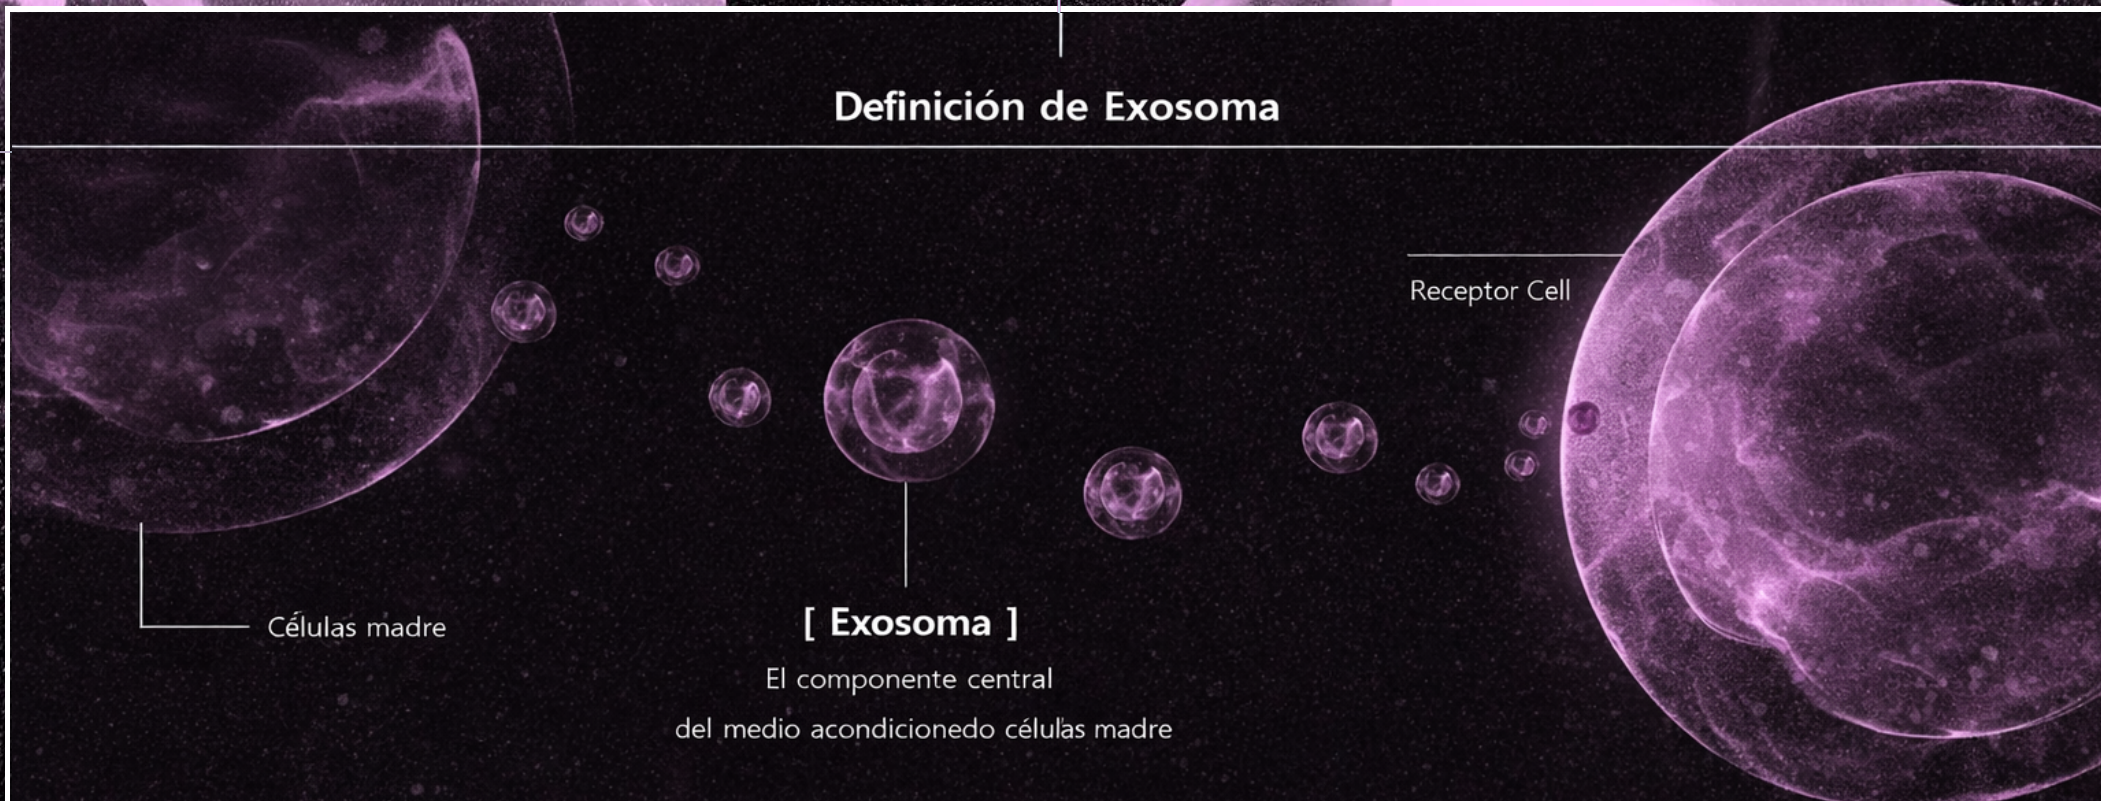 Definición de Exosoma
Receptor Cell
Células madre
[ Exosoma ]
El componente central
del medio acondicionedo células madre